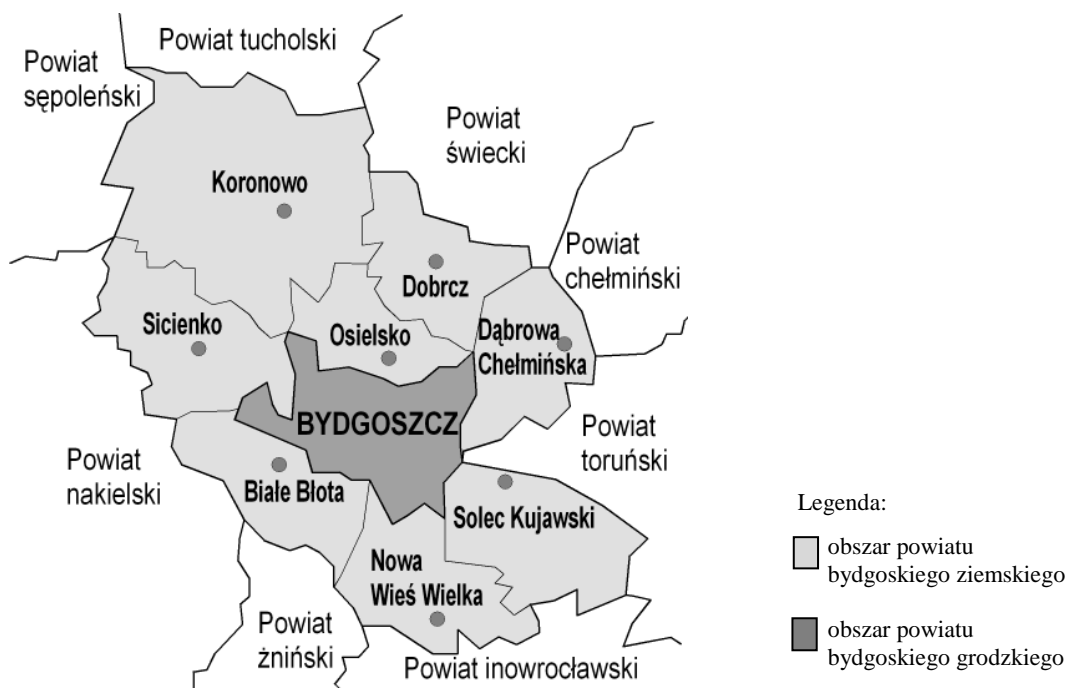 Powiat tucholski
Powiat
sępoleński
Powiat
świecki
Koronowo
Powiat
chełmiński
Dobrcz
Sicienko
Osielsko
Dąbrowa
Chełmińska
BYDGOSZCZ
Powiat
toruński
Powiat
nakielski
Białe Błota
Solec Kujawski
Nowa
Wieś Wielka
Powiat
żniński
Powiat inowrocławski
Legenda:
obszar powiatu
bydgoskiego ziemskiego
obszar powiatu
bydgoskiego grodzkiego